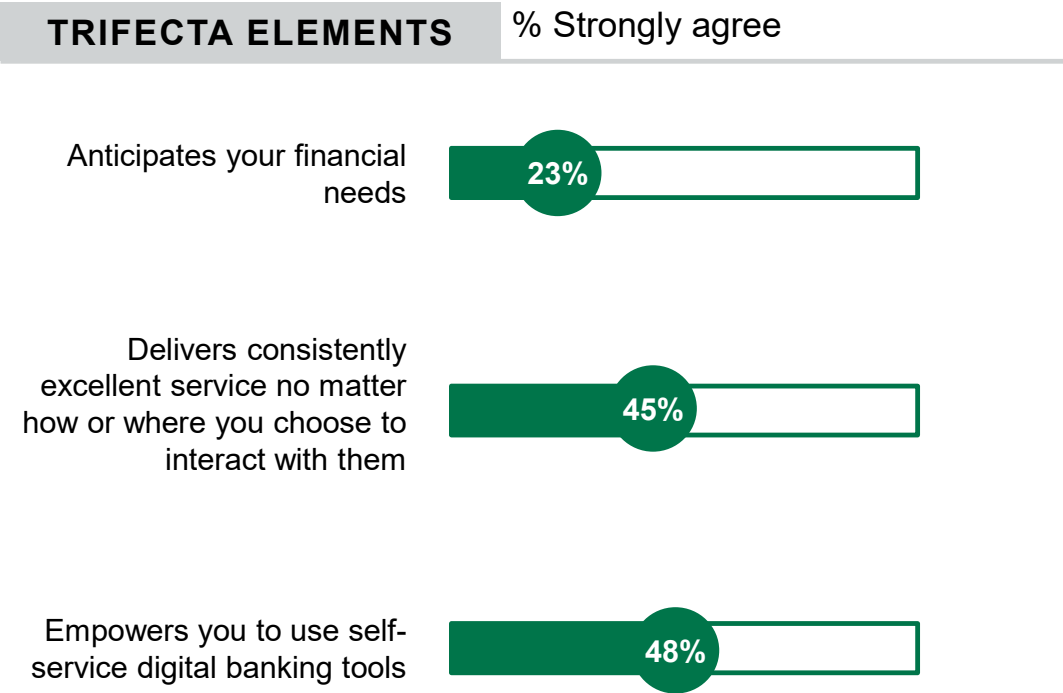 TRIFECTA ELEMENTS
% Strongly agree
Anticipates your financial
needs
23%
Delivers consistently
excellent service no matter
how or where you choose to
interact with them
45%
Empowers you to use self-
service digital banking tools
48%